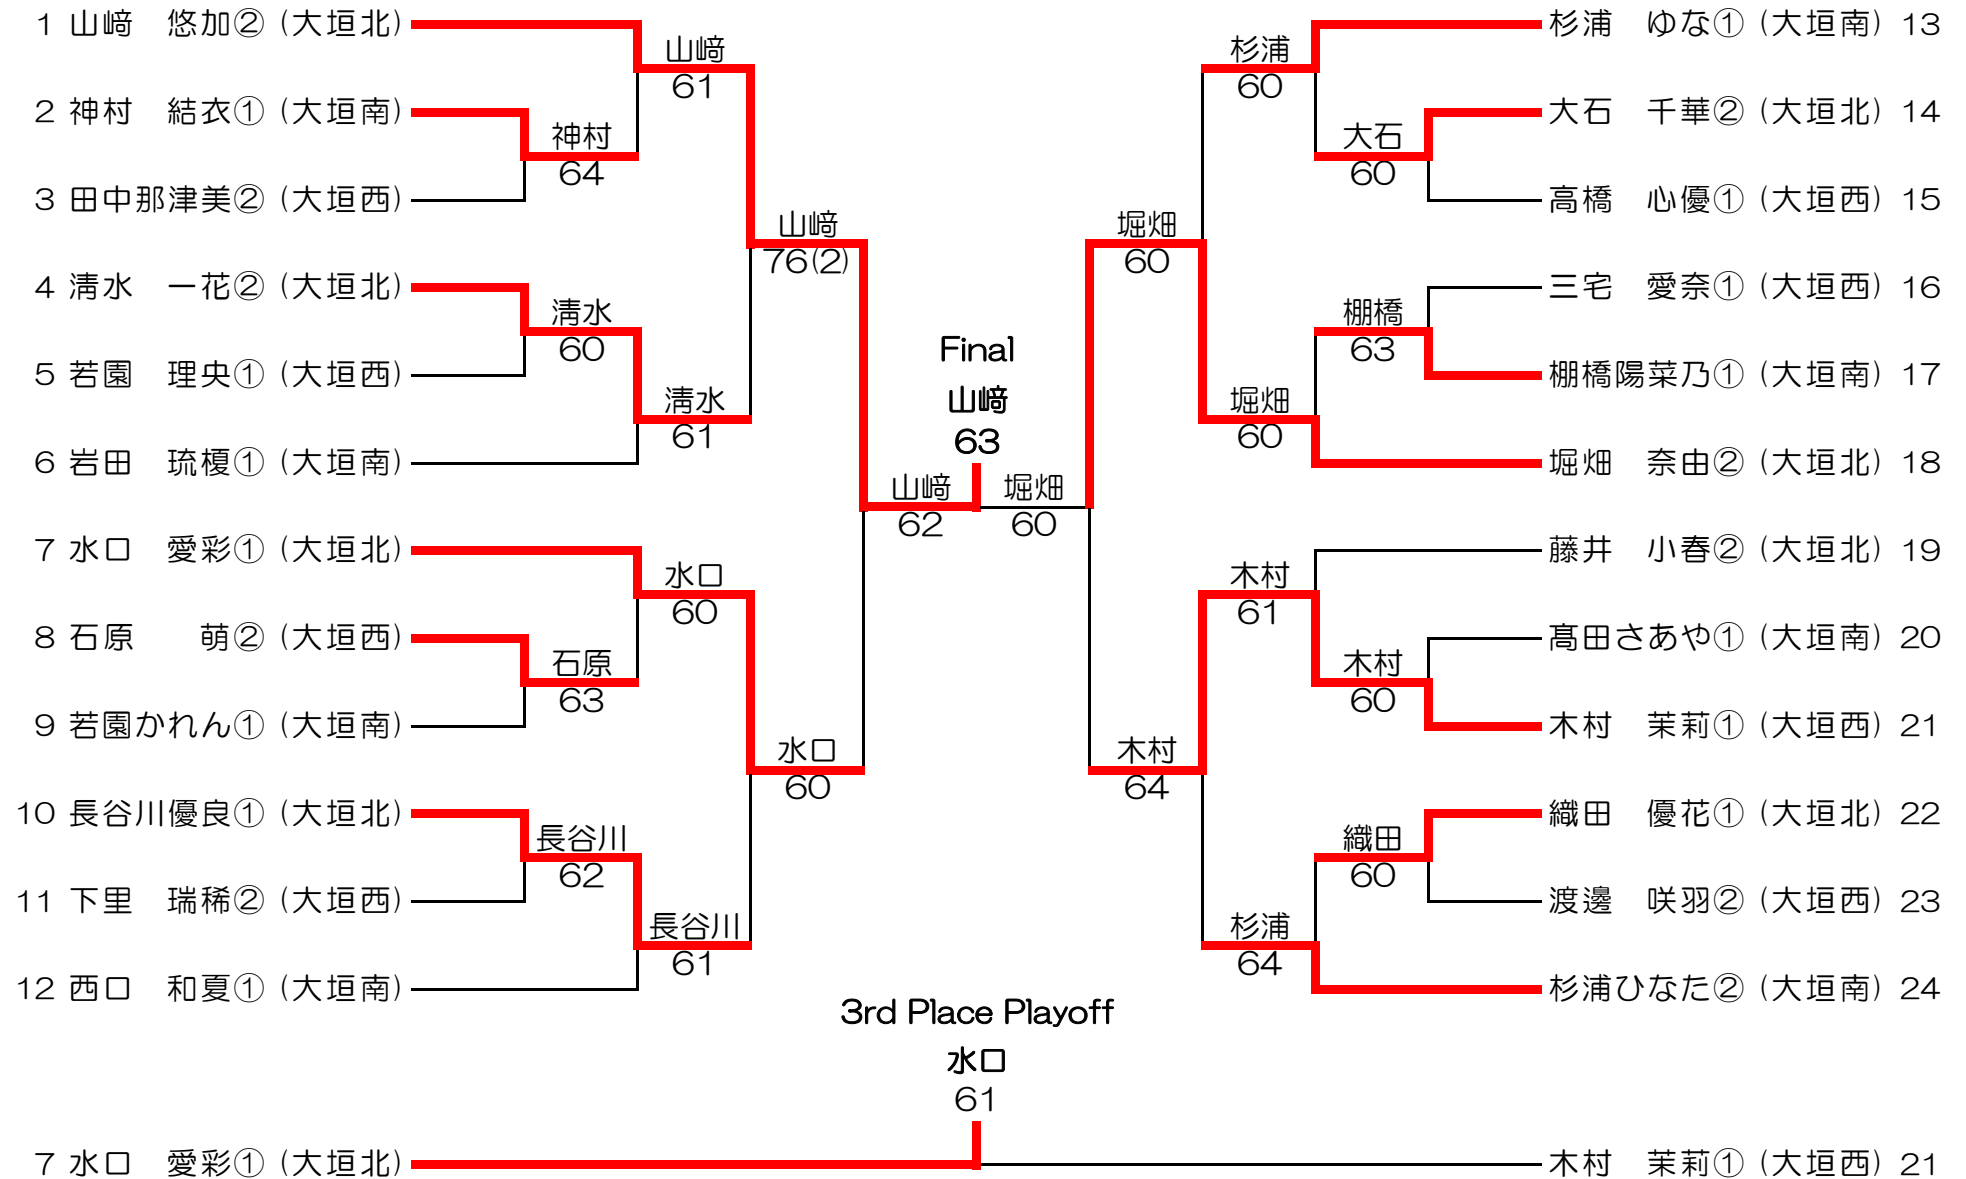 1 山﨑　悠加② (大垣北)
2 神村　結衣① (大垣南)
3 田中那津美② (大垣西)
4 清水　一花② (大垣北)
5 若園　理央① (大垣西)
6 岩田　琉榎① (大垣南)
7 水口　愛彩① (大垣北)
8 石原　　萌② (大垣西)
9 若園かれん① (大垣南)
10 長谷川優良① (大垣北)
11 下里　瑞稀② (大垣西)
12 西口　和夏① (大垣南)
神村
64
清水
60
石原
63
長谷川
62
山﨑
61
清水
61
水口
60
長谷川
61
山﨑
76(2)
水口
60
山﨑
62
Final
山﨑
63
堀畑
60
堀畑
60
木村
64
杉浦
60
堀畑
60
木村
61
杉浦
64
大石
60
棚橋
63
木村
60
織田
60
杉浦　ゆな① (大垣南) 13
大石　千華② (大垣北) 14
高橋　心優① (大垣西) 15
三宅　愛奈① (大垣西) 16
棚橋陽菜乃① (大垣南) 17
堀畑　奈由② (大垣北) 18
藤井　小春② (大垣北) 19
髙田さあや① (大垣南) 20
木村　茉莉① (大垣西) 21
織田　優花① (大垣北) 22
渡邊　咲羽② (大垣西) 23
杉浦ひなた② (大垣南) 24
3rd Place Playoff
水口
61
7 水口　愛彩① (大垣北)
木村　茉莉① (大垣西) 21